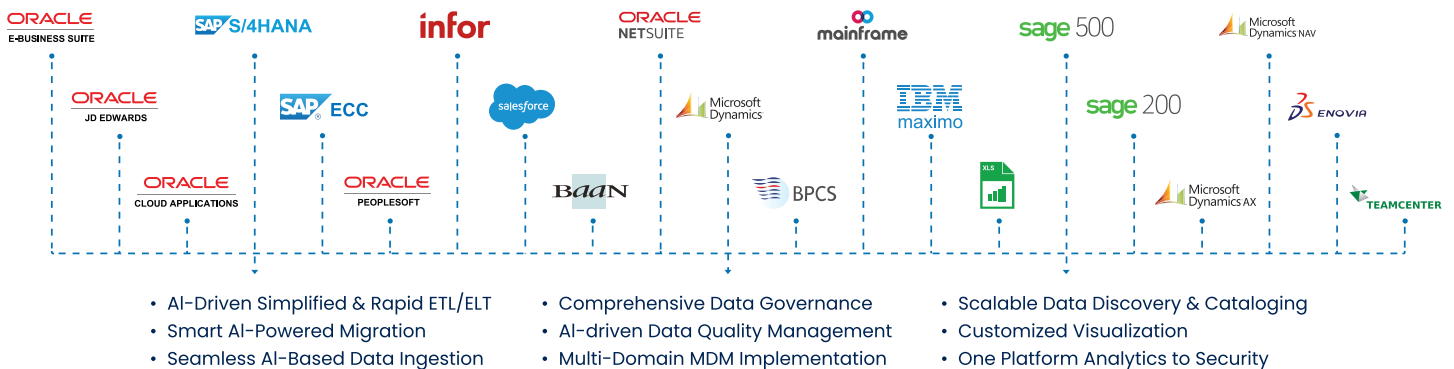 ORACLE
E-BUSINESS SUITE
SAP S/4HANA
infor
ORACLE
NETSUITE
mainframe
sage 500
Microsoft
Dynamics NAV
ORACLE
JD EDWARDS
SAP ECC
salesforce
Microsoft
Dynamics
IBM
maximo
sage 200
ENOVIA
ORACLE
CLOUD APPLICATIONS
ORACLE
PEOPLESOFT
BaaN
BPCS
XLS
Microsoft
Dynamics AX
TEAMCENTER
• AI-Driven Simplified & Rapid ETL/ELT
• Smart AI-Powered Migration
• Seamless AI-Based Data Ingestion
• Comprehensive Data Governance
• AI-driven Data Quality Management
• Multi-Domain MDM Implementation
• Scalable Data Discovery & Cataloging
• Customized Visualization
• One Platform Analytics to Security